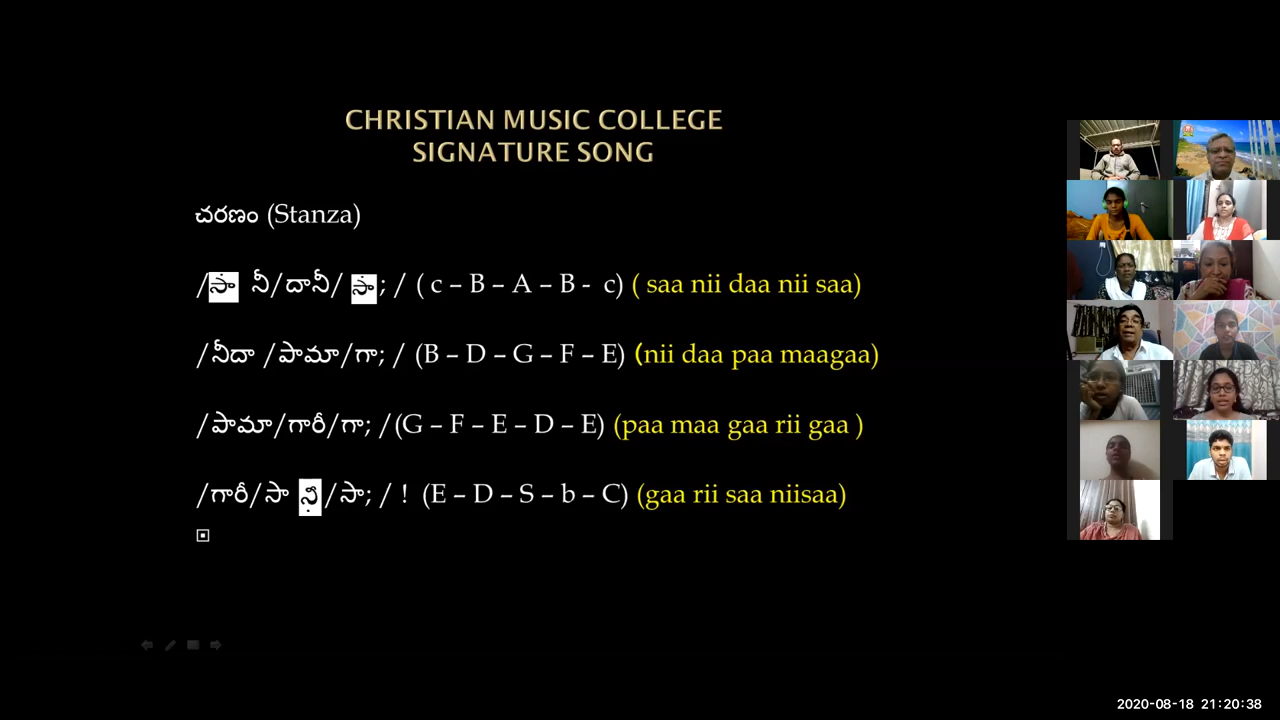 CHRISTIAN MUSIC COLLEGE
SIGNATURE SONG
చరణం (Stanza)
/సా నీ/దానీ/ సా; / ( c – B – A – B - c) ( saa nii daa nii saa)
/నీదా /పామా/గా; / (B – D – G – F – E) (nii daa paa maagaa)
/పామా/గారీ/గా; /(G – F – E – D – E) (paa maa gaa rii gaa )
/గారీ/సా నీ/సా; / ! (E – D – S – b – C) (gaa rii saa niisaa)
2020-08-18 21:20:38